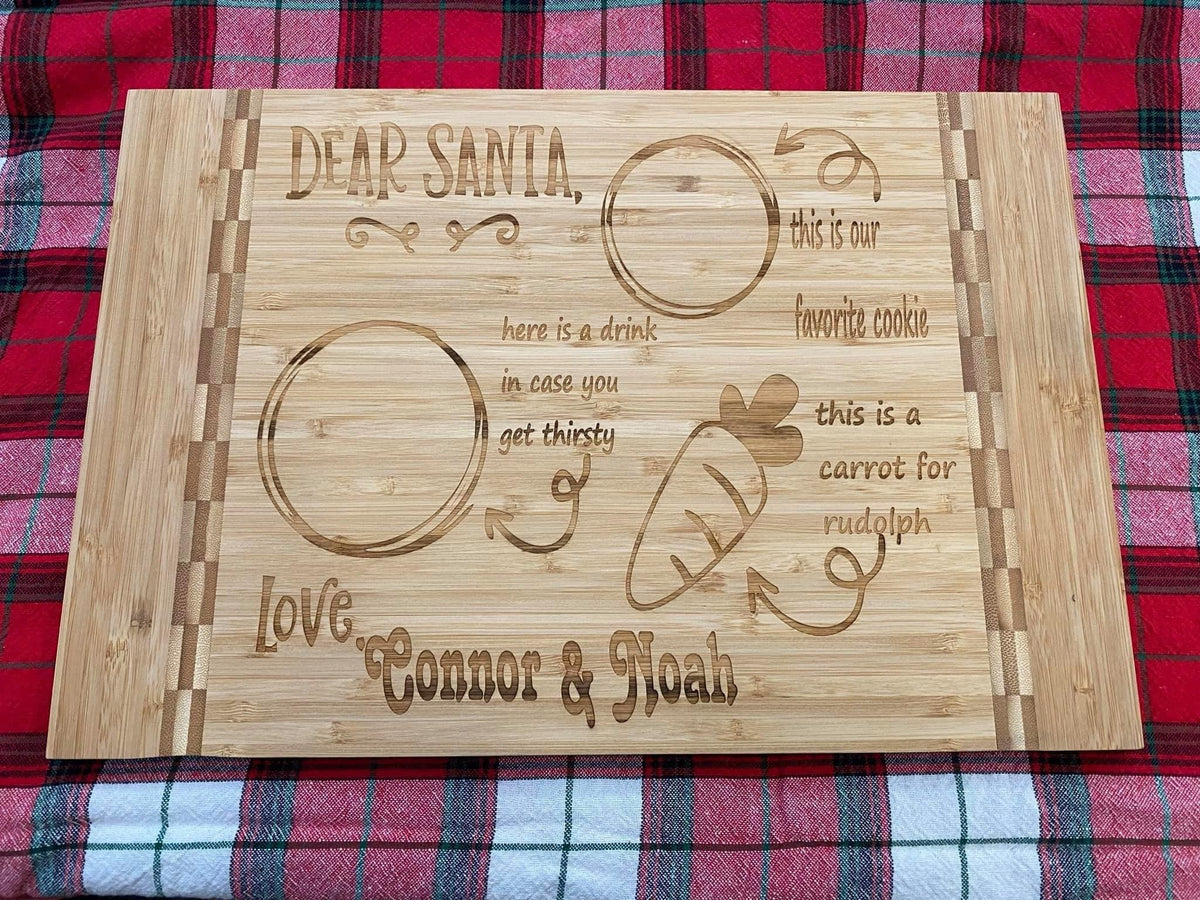 DEAR SANTA,
this is our
favorite cookie
here is a drink
in case you
get thirsty
this is a
carrot for
rudolph
Love,
Connor & Noah